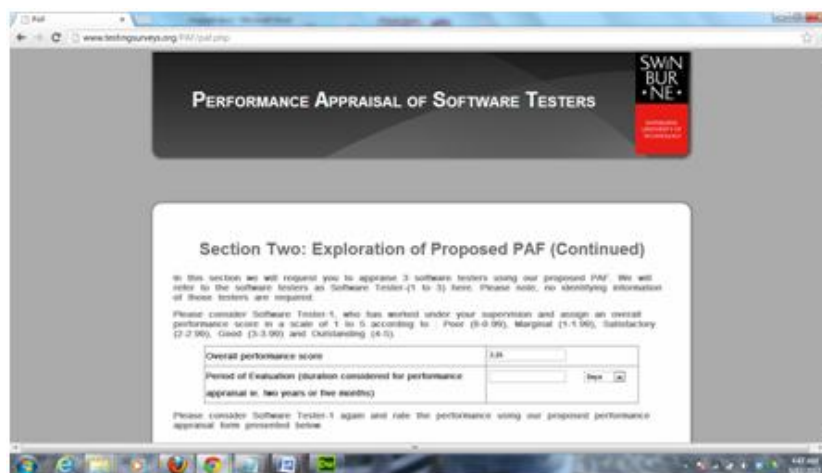 Paf
www.testingsurveys.org/PAF/paf.php
PERFORMANCE APPRAISAL OF SOFTWARE TESTERS
SWIN
BUR
•NE•
SWINBURNE
UNIVERSITY OF
TECHNOLOGY
Section Two: Exploration of Proposed PAF (Continued)
In this section we will request you to appraise 3 software testers using our proposed PAF. We will
refer to the software testers as Software Tester-(1 to 3) here. Please note, no identifying information
of those testers are required.
Please consider Software Tester-1, who has worked under your supervision and assign an overall
performance score in a scale of 1 to 5 according to : Poor (0-0.99), Marginal (1-1.99), Satisfactory
(2-2.99), Good (3-3.99) and Outstanding (4-5).
Overall performance score
Period of Evaluation (duration considered for performance
appraisal ie. two years or five months)
Days
Please consider Software Tester-1 again and rate the performance using our proposed performance
appraisal form presented below.